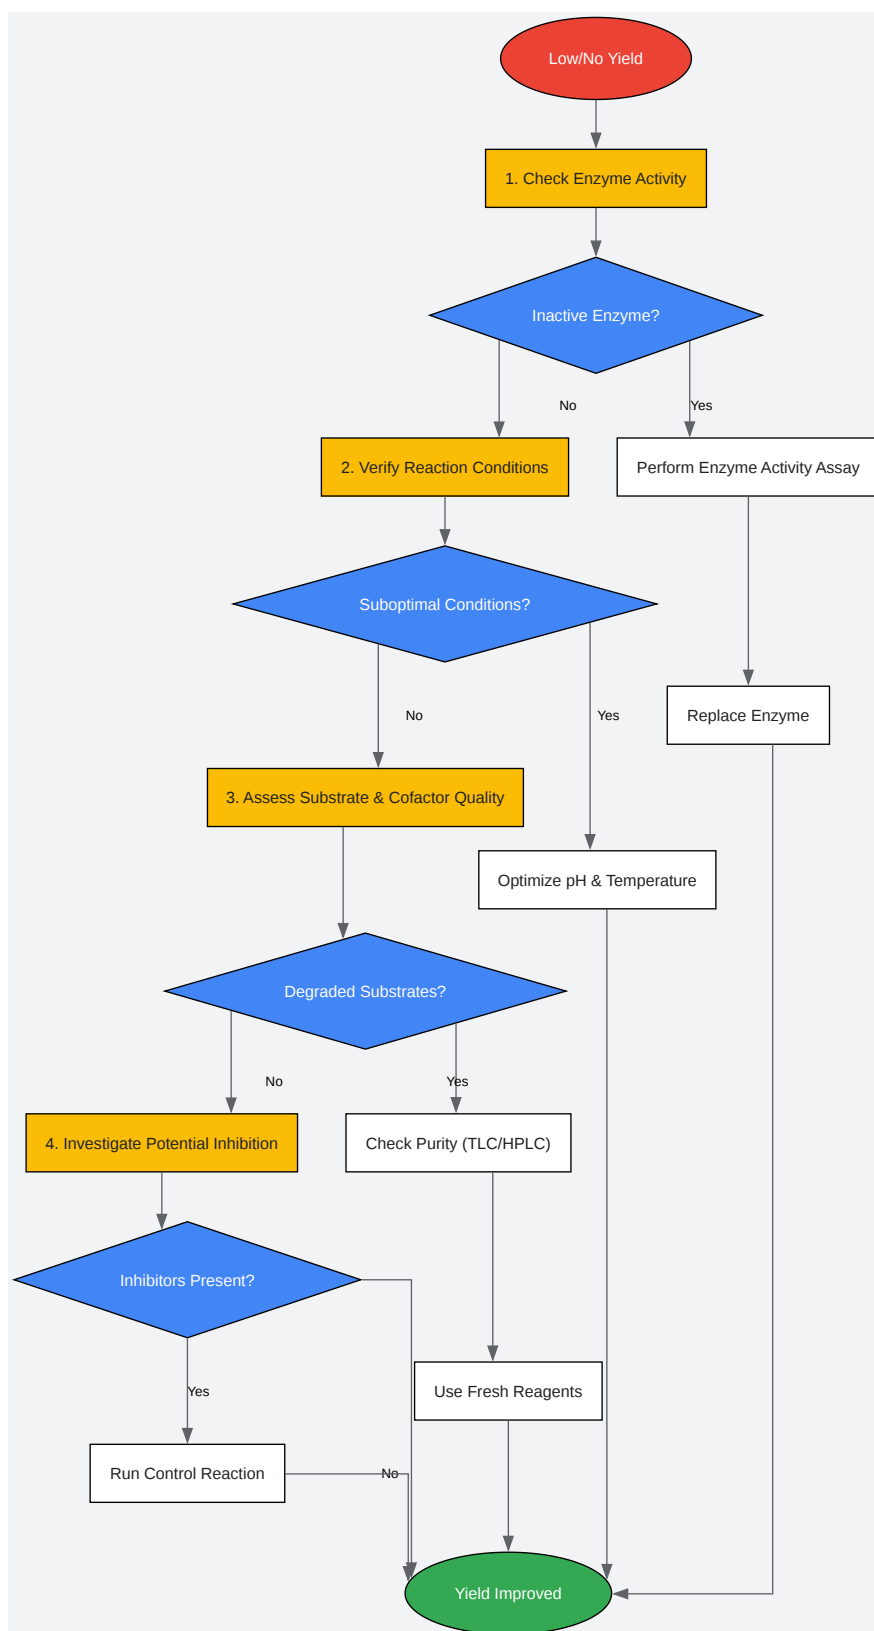 Low/No Yield
1. Check Enzyme Activity
Inactive Enzyme?
No
Yes
2. Verify Reaction Conditions
Perform Enzyme Activity Assay
Suboptimal Conditions?
No
Yes
Replace Enzyme
3. Assess Substrate & Cofactor Quality
Optimize pH & Temperature
Degraded Substrates?
No
Yes
4. Investigate Potential Inhibition
Check Purity (TLC/HPLC)
Inhibitors Present?
Yes
Use Fresh Reagents
Run Control Reaction
No
Yield Improved